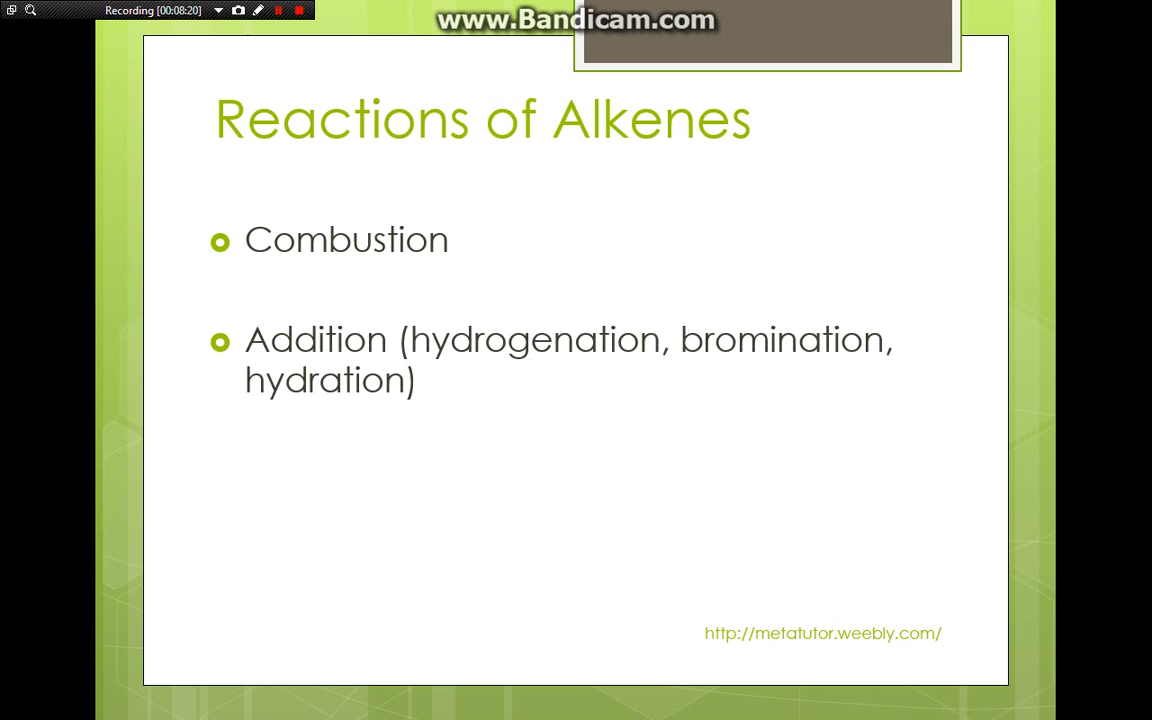 Recording [00:08:20]
www.Bandicam.com
Reactions of Alkenes
Combustion
Addition (hydrogenation, bromination,
hydration)
http://metatutor.weebly.com/